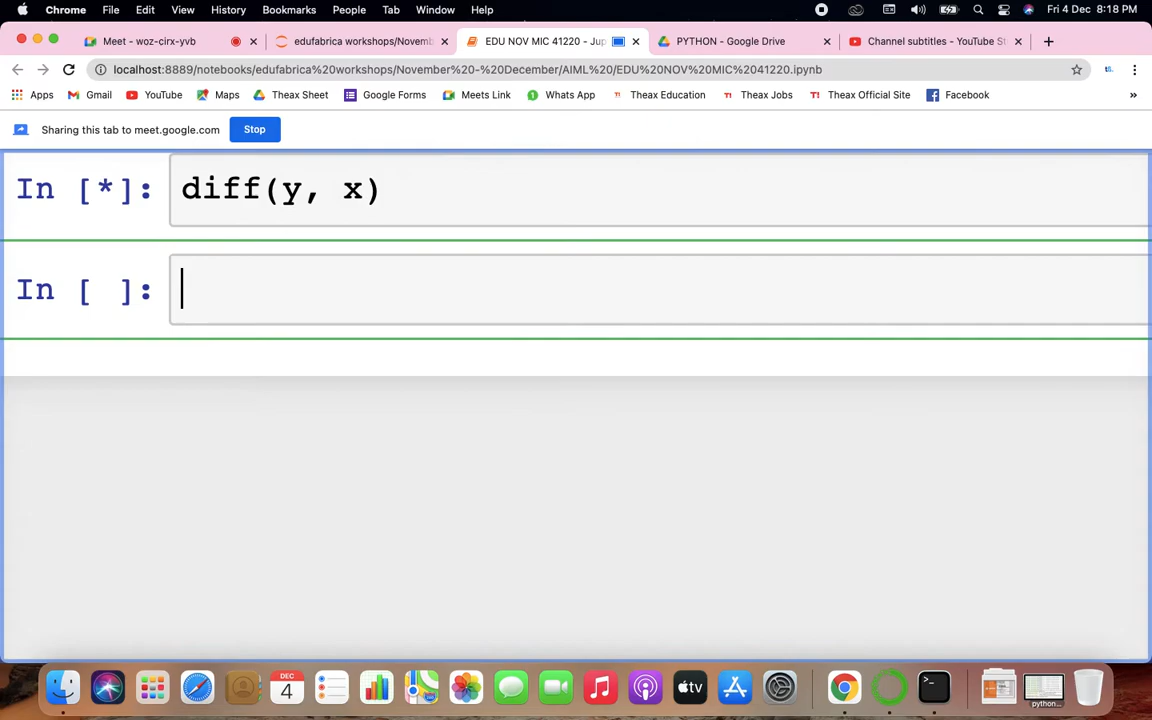 Chrome File Edit View History Bookmarks People Tab Window Help Fri 4 Dec 8:18 PM
Meet - woz-cirx-yvb edufabrica workshops/Novemb EDU NOV MIC 41220 - Jup PYTHON - Google Drive Channel subtitles - YouTube St
localhost:8889/notebooks/edufabrica%20workshops/November%20-%20December/AIML%20/EDU%20NOV%20MIC%2041220.ipynb
Apps Gmail YouTube Maps Theax Sheet Google Forms Meets Link Whats App Theax Education Theax Jobs Theax Official Site Facebook »
Sharing this tab to meet.google.com Stop
In [*]: diff(y, x)
In [ ]:
DEC
4
tv
python...